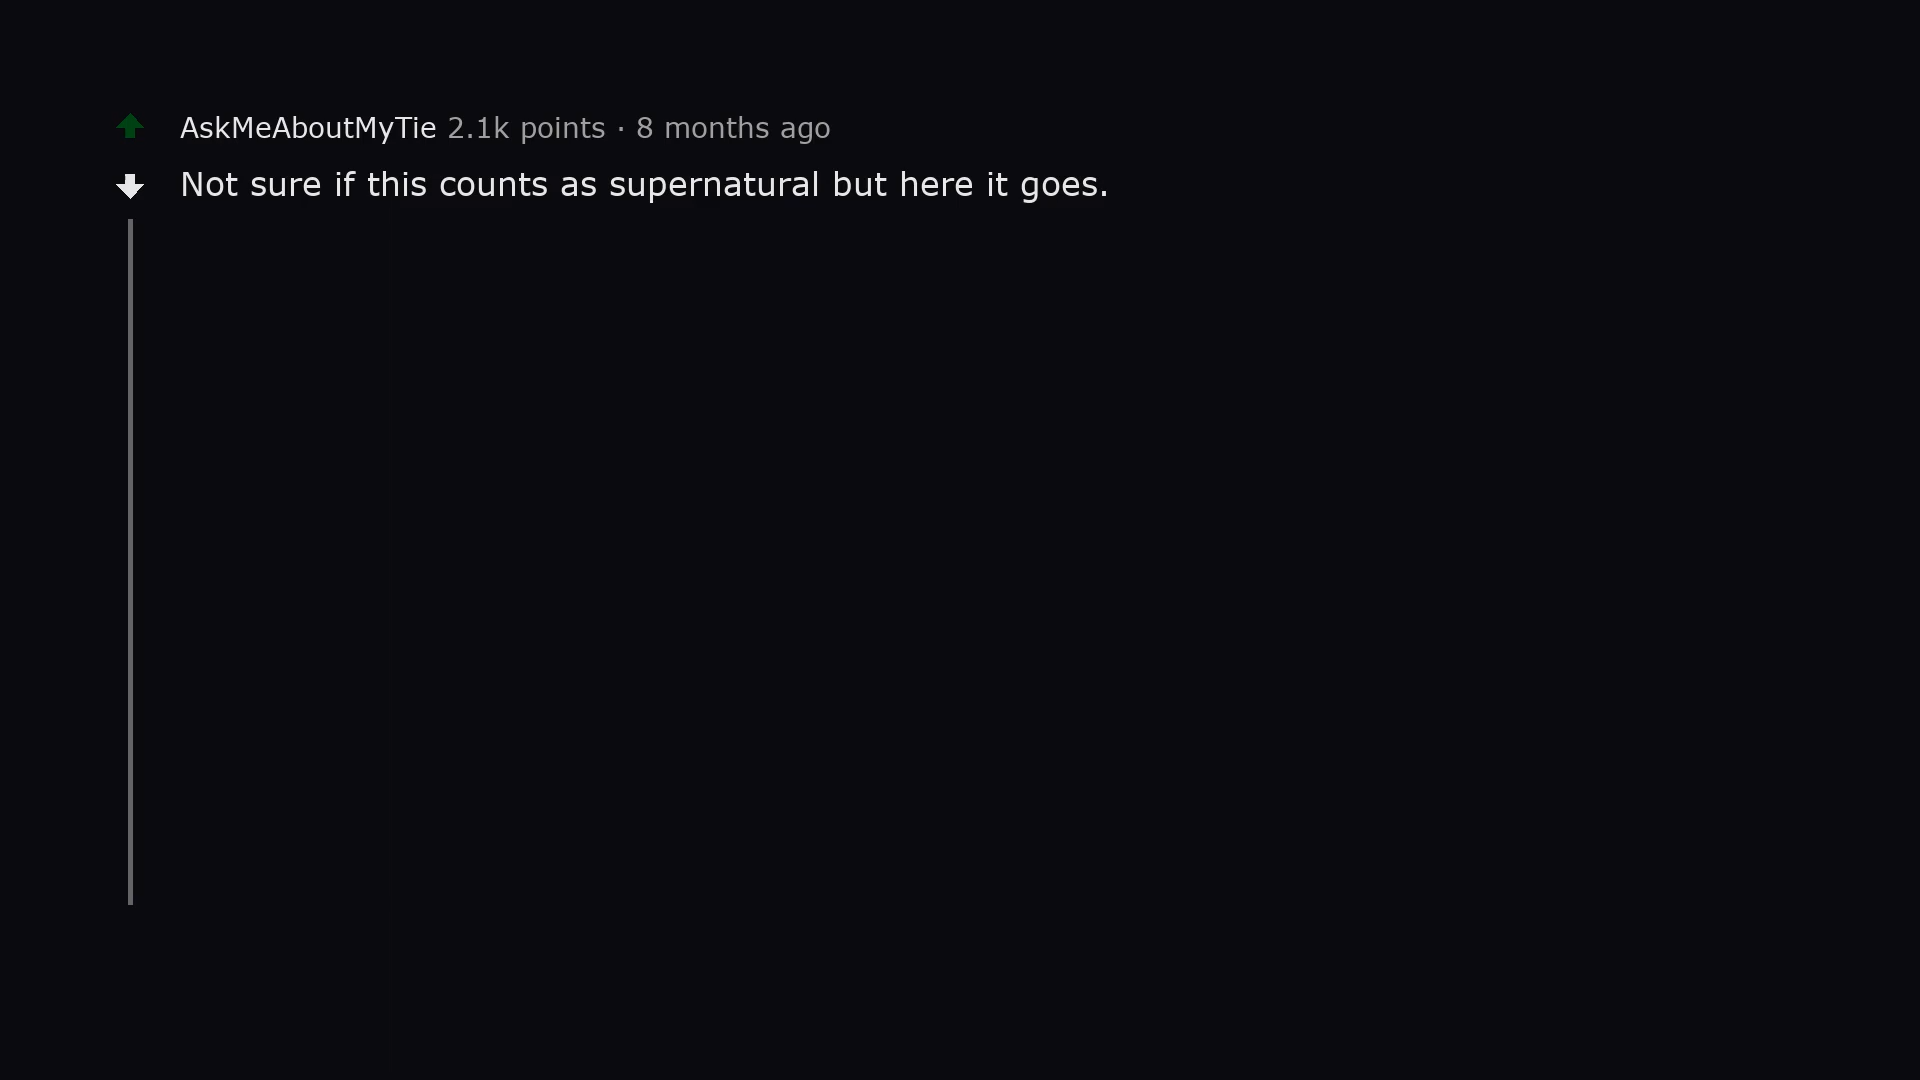 AskMeAboutMyTie 2.1k points · 8 months ago
Not sure if this counts as supernatural but here it goes.